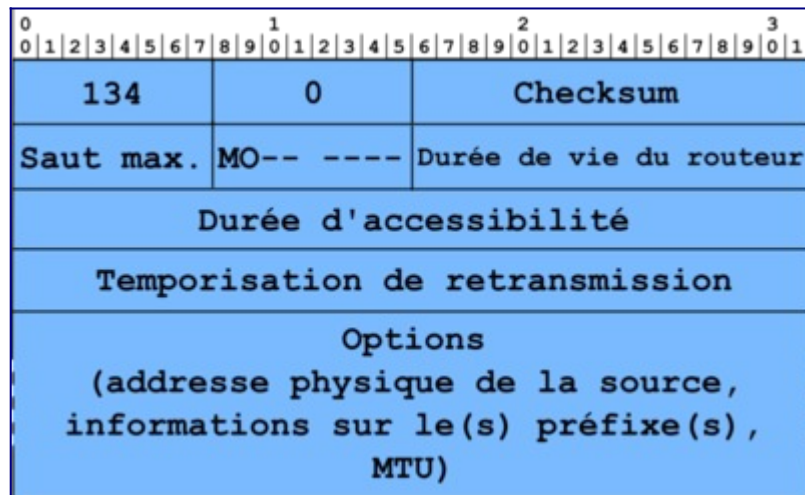 0 1 2 3
0|1|2|3|4|5|6|7|8|9|0|1|2|3|4|5|6|7|8|9|0|1|2|3|4|5|6|7|8|9|0|1
134 0 Checksum
Saut max. MO-- ---- Durée de vie du routeur
Durée d'accessibilité
Temporisation de retransmission
Options
(addresse physique de la source,
informations sur le(s) préfixe(s),
MTU)